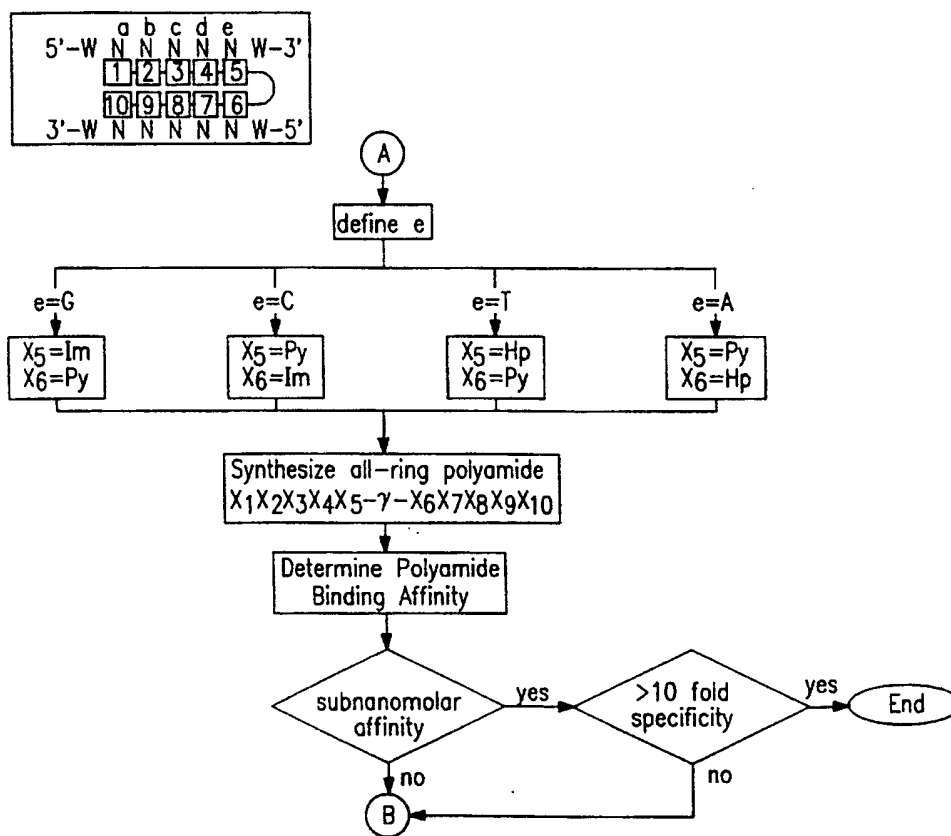 a b c d e
5'-W N N N N N W-3'
1 2 3 4 5
10 9 8 7 6
3'-W N N N N N W-5'
A
define e
e=G e=C e=T e=A
X5=Im
X6=Py
X5=Py
X6=Im
X5=Hp
X6=Py
X5=Py
X6=Hp
Synthesize all-ring polyamide
X1X2X3X4X5-γ-X6X7X8X9X10
Determine Polyamide
Binding Affinity
subnanomolar
affinity
yes
>10 fold
specificity
yes
End
no
no
B